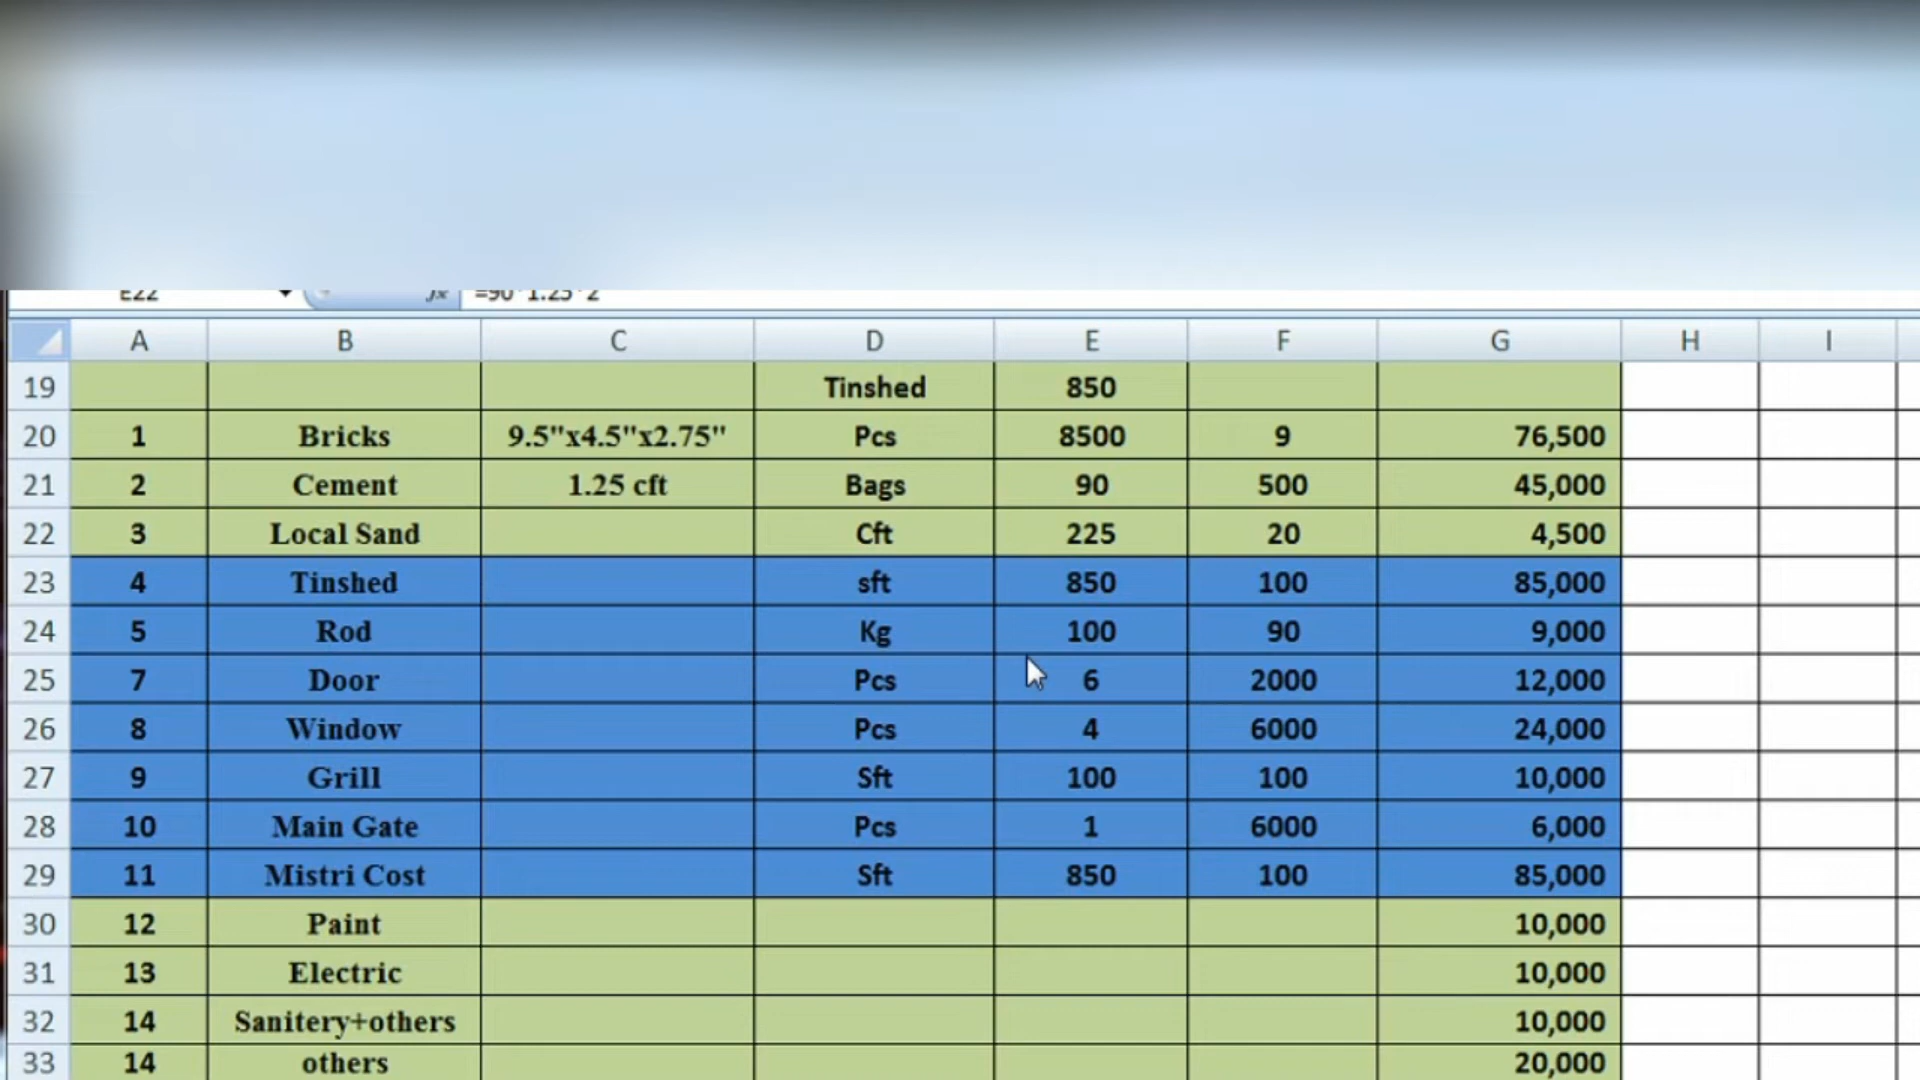 E22 fx =90*1.25*2
A B C D E F G H I
19 Tinshed 850
20 1 Bricks 9.5"x4.5"x2.75" Pcs 8500 9 76,500
21 2 Cement 1.25 cft Bags 90 500 45,000
22 3 Local Sand Cft 225 20 4,500
23 4 Tinshed sft 850 100 85,000
24 5 Rod Kg 100 90 9,000
25 7 Door Pcs 6 2000 12,000
26 8 Window Pcs 4 6000 24,000
27 9 Grill Sft 100 100 10,000
28 10 Main Gate Pcs 1 6000 6,000
29 11 Mistri Cost Sft 850 100 85,000
30 12 Paint 10,000
31 13 Electric 10,000
32 14 Sanitery+others 10,000
33 14 others 20,000